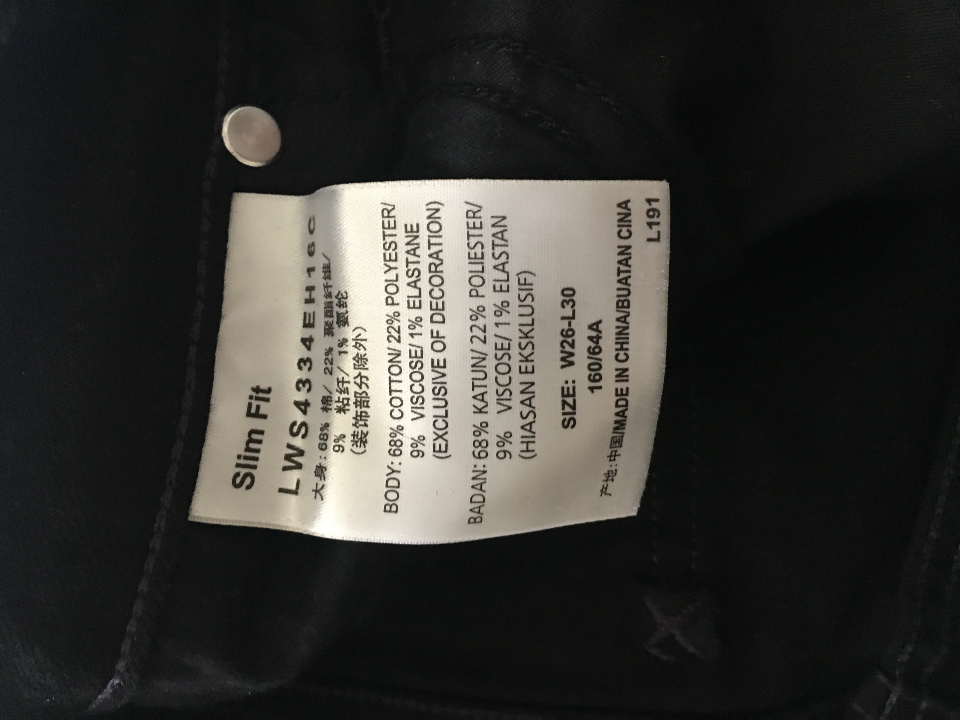 Slim Fit
LWS4334EH16C
大身: 68% 棉/ 22% 聚酯纤维/
9% 粘纤/ 1% 氨纶
(装饰部分除外)
BODY: 68% COTTON/ 22% POLYESTER/
9% VISCOSE/ 1% ELASTANE
(EXCLUSIVE OF DECORATION)
BADAN: 68% KATUN/ 22% POLIESTER/
9% VISCOSE/ 1% ELASTAN
(HIASAN EKSKLUSIF)
SIZE: W26-L30
160/64A
产地:中国/MADE IN CHINA/BUATAN CINA
L191